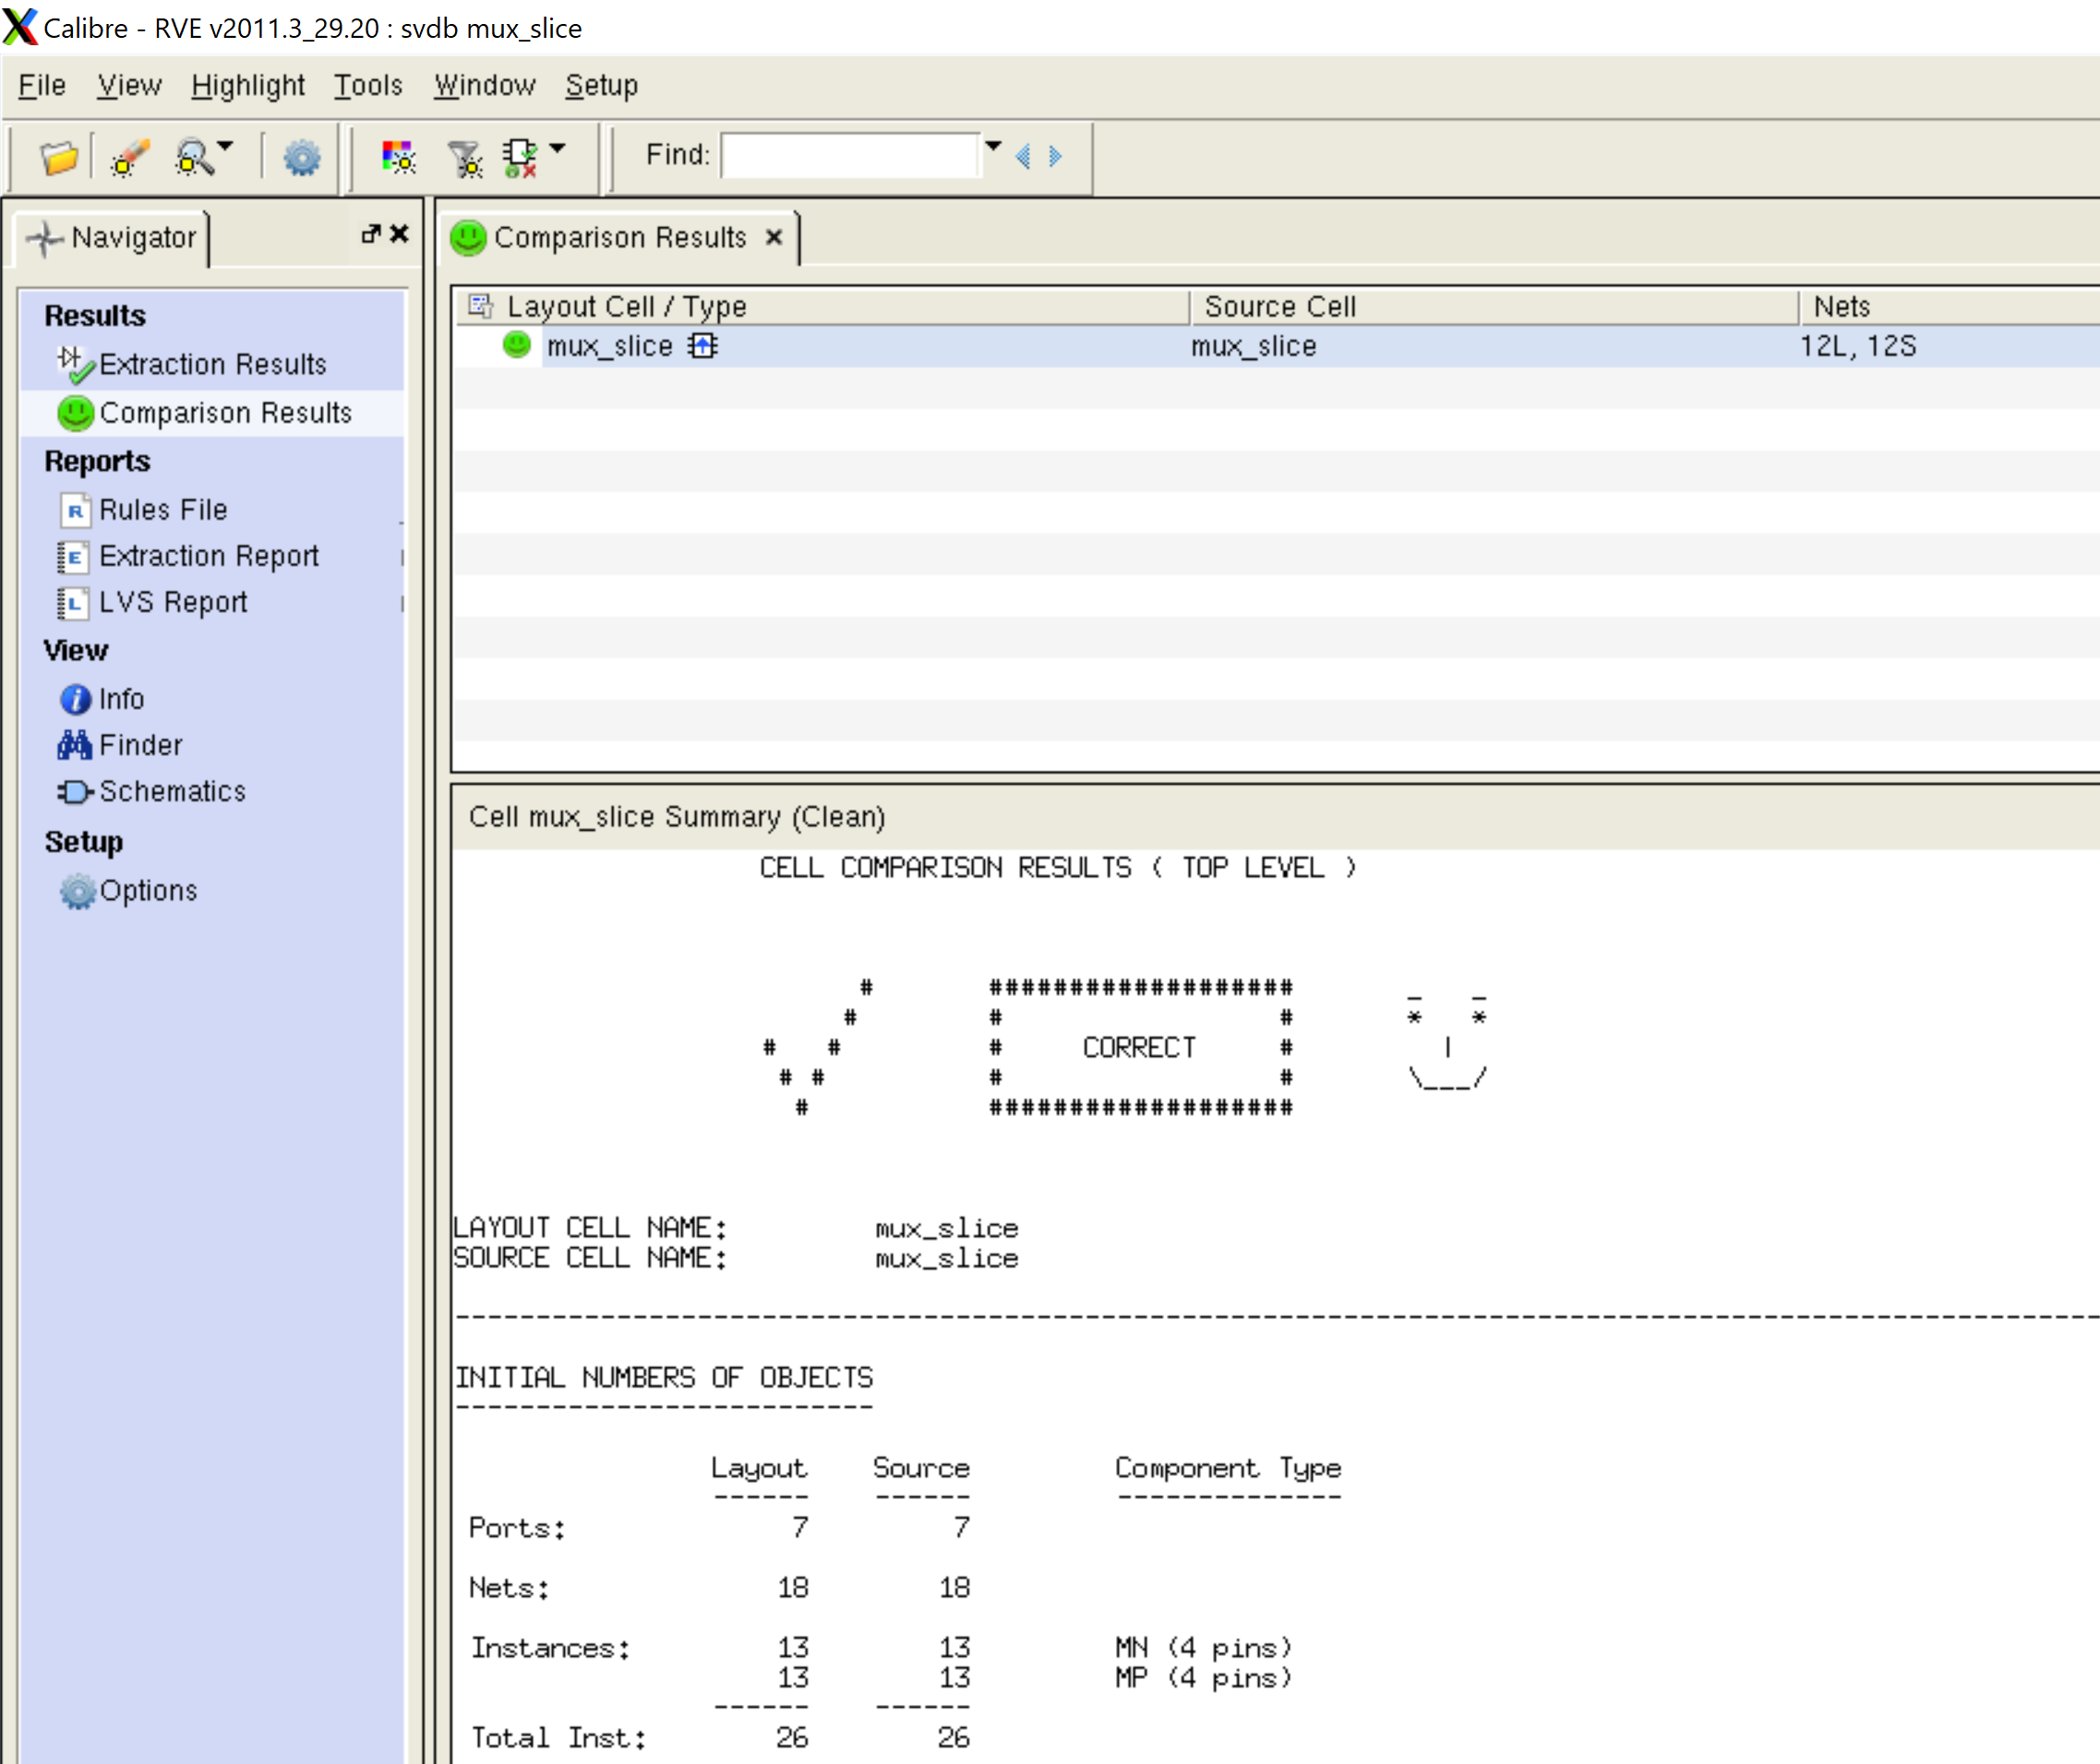 Calibre - RVE v2011.3_29.20 : svdb mux_slice
File View Highlight Tools Window Setup
Find:
Navigator
Results
Extraction Results
Comparison Results
Reports
Rules File
Extraction Report
LVS Report
View
Info
Finder
Schematics
Setup
Options
Comparison Results
Layout Cell / Type Source Cell Nets
mux_slice mux_slice 12L, 12S
Cell mux_slice Summary (Clean)
CELL COMPARISON RESULTS ( TOP LEVEL )
# ################### _ _
# # # * *
# # # CORRECT # |
# # # # \___/
# ###################
LAYOUT CELL NAME: mux_slice
SOURCE CELL NAME: mux_slice
INITIAL NUMBERS OF OBJECTS
--------------------------
Layout Source Component Type
------ ------ --------------
Ports: 7 7
Nets: 18 18
Instances: 13 13 MN (4 pins)
13 13 MP (4 pins)
------ ------
Total Inst: 26 26